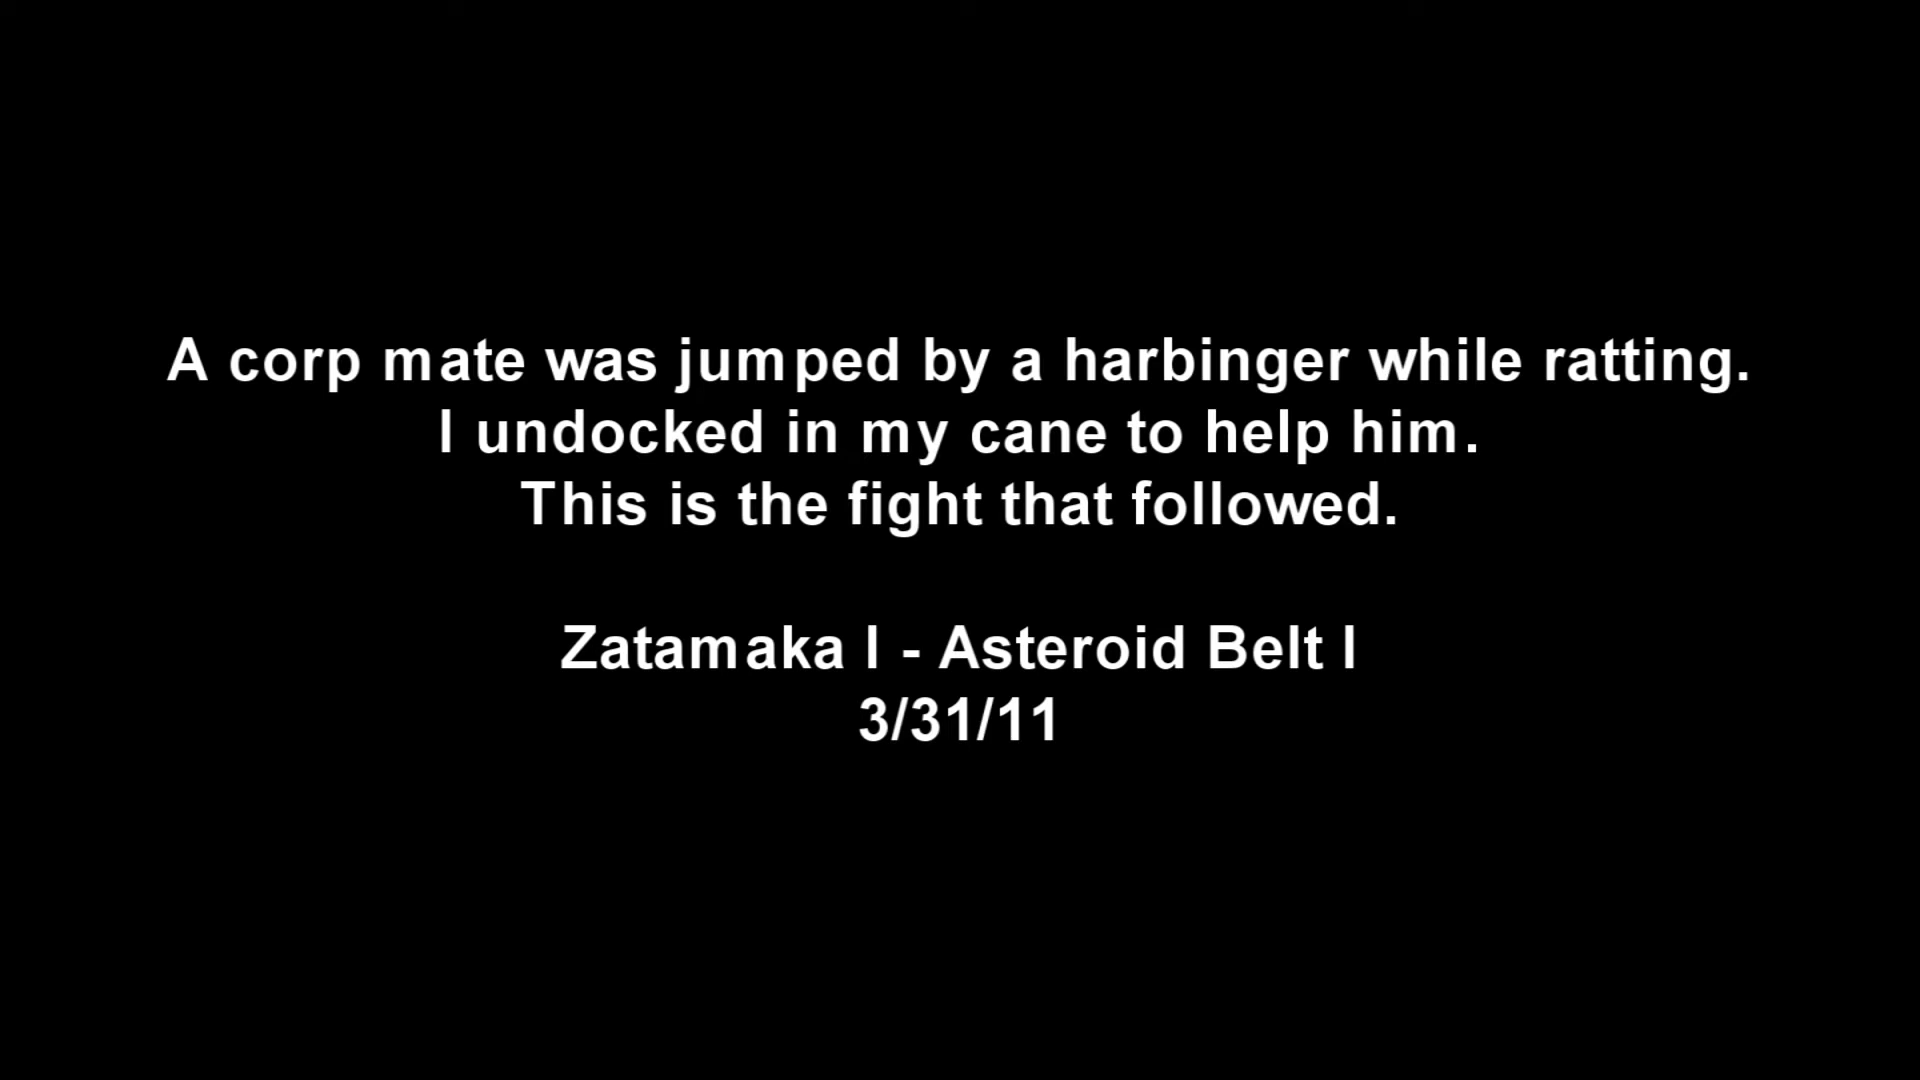 A corp mate was jumped by a harbinger while ratting.
I undocked in my cane to help him.
This is the fight that followed.
Zatamaka I - Asteroid Belt I
3/31/11